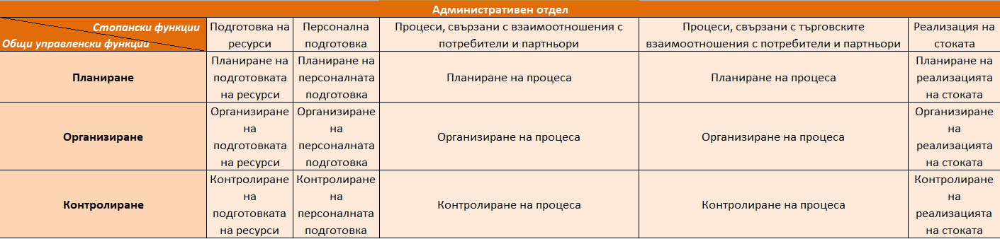 Административен отдел
Стопански функции
Общи управленски функции
Подготовка на
ресурси
Персонална
подготовка
Процеси, свързани с взаимоотношения с
потребители и партньори
Процеси, свързани с търговските
взаимоотношения с потребители и партньори
Реализация на
стоката
Планиране
Планиране на
подготовката
на ресурси
Планиране на
персоналната
подготовка
Планиране на процеса
Планиране на процеса
Планиране на
реализацията
на стоката
Организиране
Организиране
на
подготовката
на ресурси
Организиране
на
персоналната
подготовка
Организиране на процеса
Организиране на процеса
Организиране
на
реализацията
на стоката
Контролиране
Контролиране
на
подготовката
на ресурси
Контролиране
на
персоналната
подготовка
Контролиране на процеса
Контролиране на процеса
Контролиране
на
реализацията
на стоката